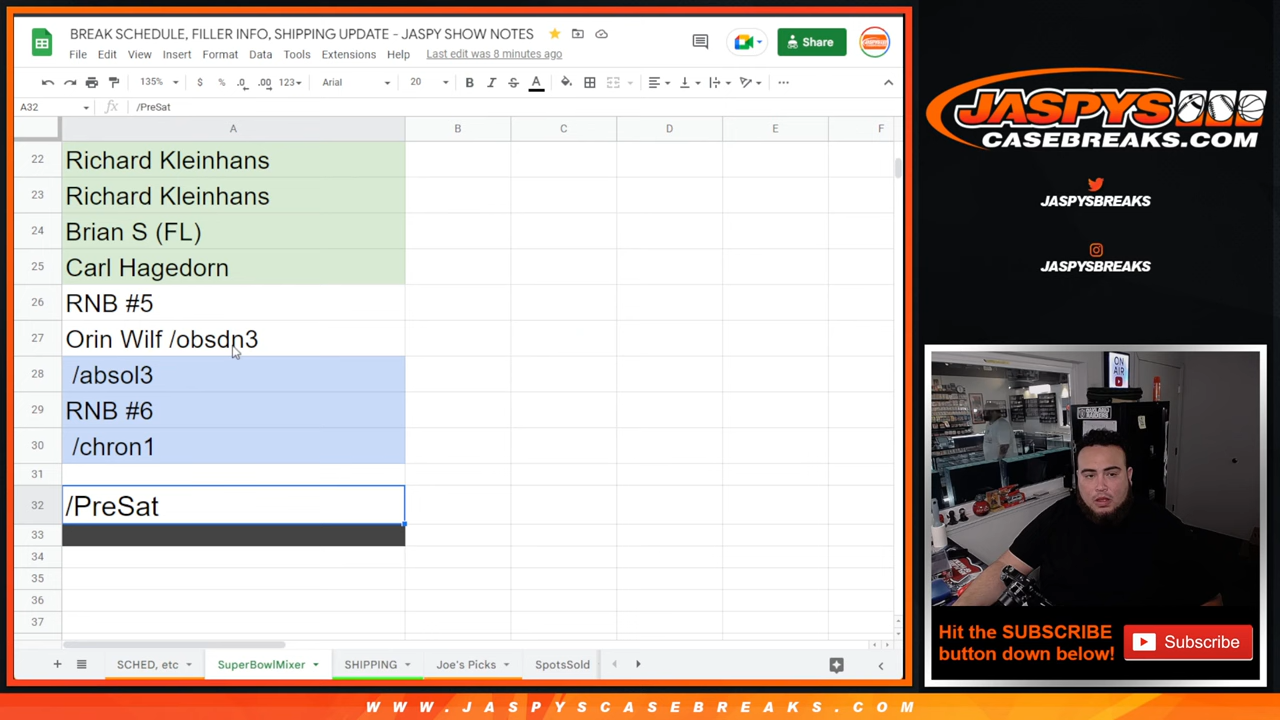 BREAK SCHEDULE, FILLER INFO, SHIPPING UPDATE - JASPY SHOW NOTES
File Edit View Insert Format Data Tools Extensions Help Last edit was 8 minutes ago
Share
135% $ % .0 .00 123 Arial 20 B I S A
A32 fx /PreSat
A B C D E F
22 Richard Kleinhans
23 Richard Kleinhans
24 Brian S (FL)
25 Carl Hagedorn
26 RNB #5
27 Orin Wilf /obsdn3
28 /absol3
29 RNB #6
30 /chron1
31
32 /PreSat
33
34
35
36
37
SCHED, etc SuperBowlMixer SHIPPING Joe's Picks SpotsSold
JASPYS
CASEBREAKS.COM
JASPYSBREAKS
JASPYSBREAKS
ON
AIR
Hit the SUBSCRIBE
button down below!
Subscribe
WWW.JASPYSCASEBREAKS.COM